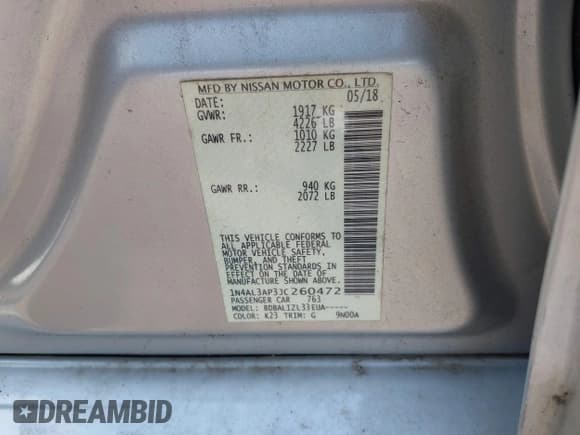 MFD BY NISSAN MOTOR CO., LTD.
DATE: 05/18
GVWR: 1917 KG
4226 LB
GAWR FR.: 1010 KG
2227 LB
GAWR RR.: 940 KG
2072 LB
THIS VEHICLE CONFORMS TO
ALL APPLICABLE FEDERAL
MOTOR VEHICLE SAFETY,
BUMPER, AND THEFT
PREVENTION STANDARDS IN
EFFECT ON THE DATE OF
MANUFACTURE SHOWN ABOVE.
1N4AL3AP3JC260472
PASSENGER CAR 763
MODEL: BDBALIZL33EUA-----
COLOR: K23 TRIM: G 9N00A
DREAMBID